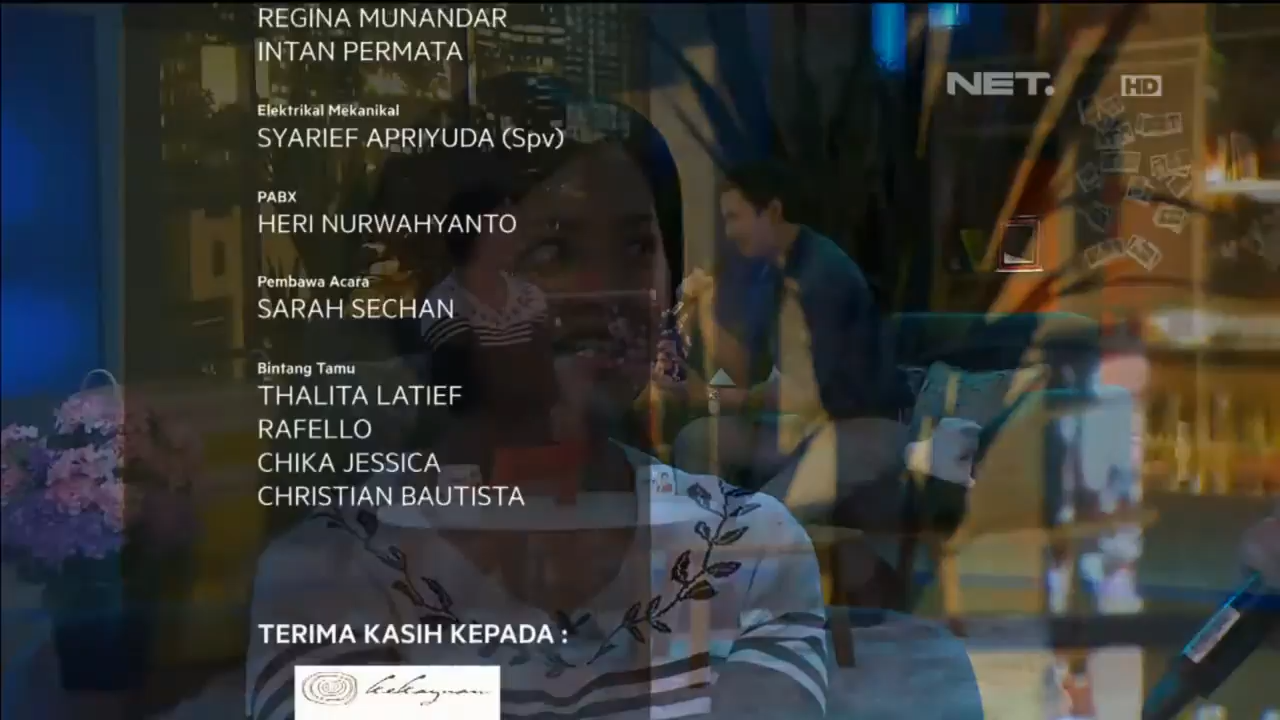 REGINA MUNANDAR
INTAN PERMATA
NET.
HD
Elektrikal Mekanikal
SYARIEF APRIYUDA (Spv)
PABX
HERI NURWAHYANTO
Pembawa Acara
SARAH SECHAN
Bintang Tamu
THALITA LATIEF
RAFELLO
CHIKA JESSICA
CHRISTIAN BAUTISTA
TERIMA KASIH KEPADA :